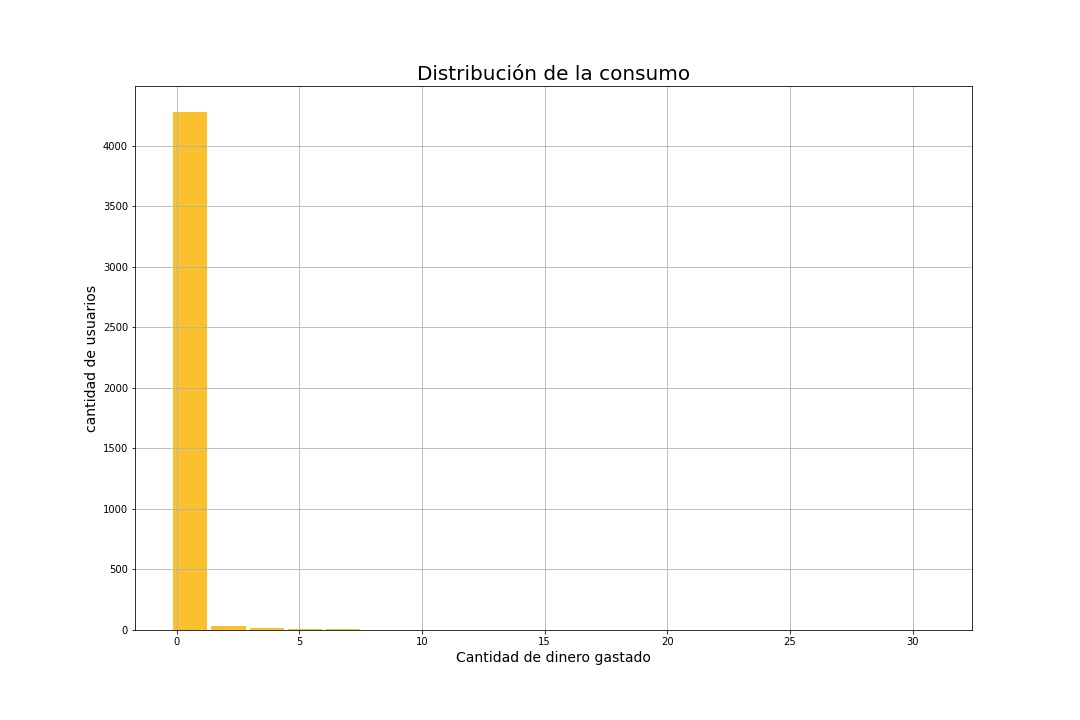 Distribución de la consumo
cantidad de usuarios
4000
3500
3000
2500
2000
1500
1000
500
0
0 5 10 15 20 25 30
Cantidad de dinero gastado